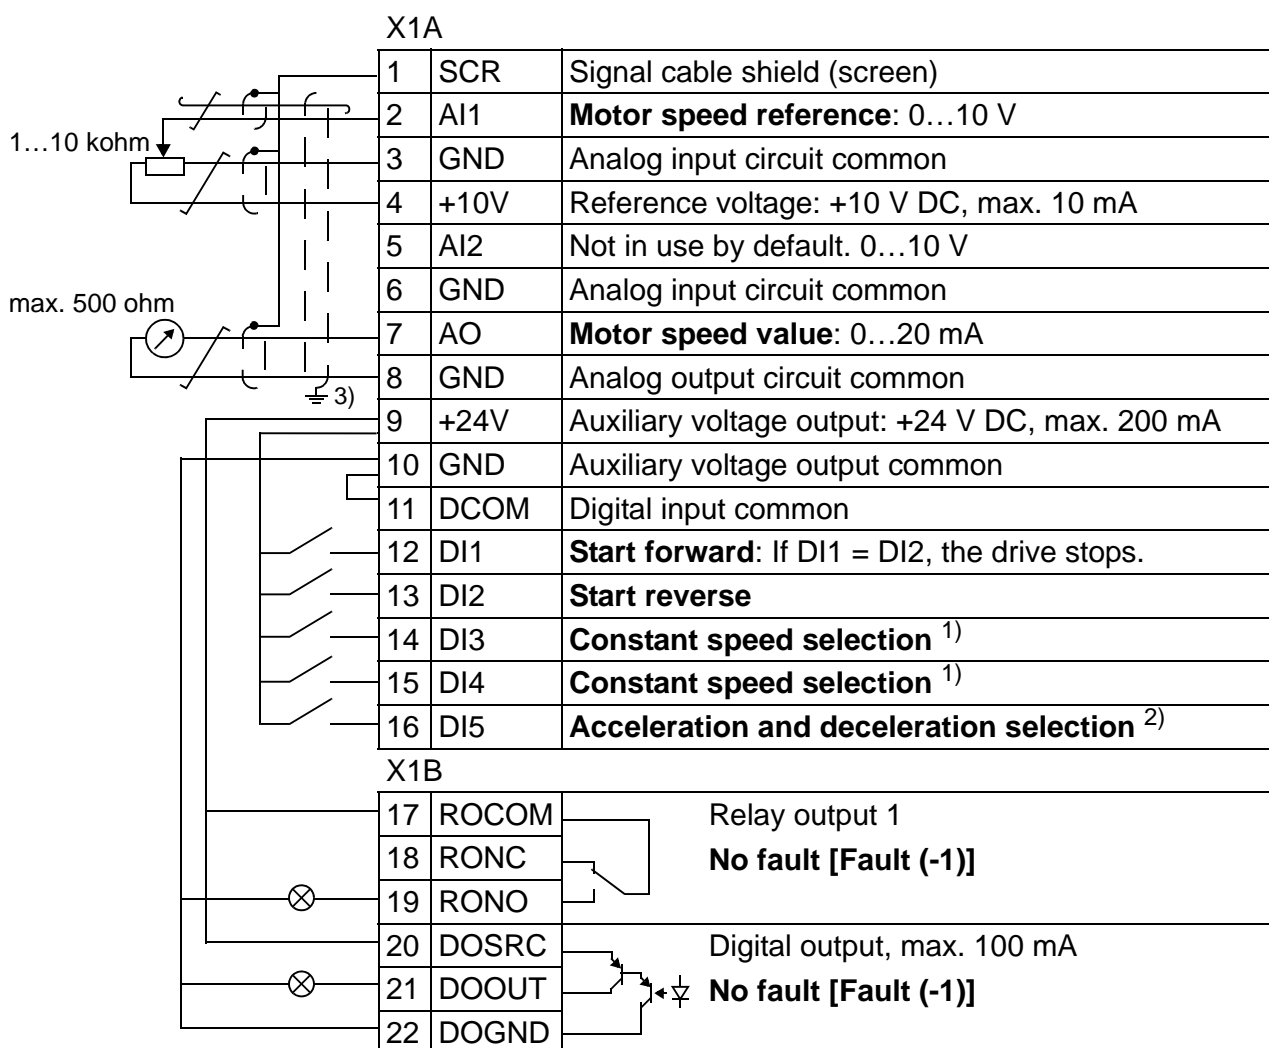 X1A
1 SCR Signal cable shield (screen)
2 AI1 Motor speed reference: 0…10 V
1…10 kohm
3 GND Analog input circuit common
4 +10V Reference voltage: +10 V DC, max. 10 mA
5 AI2 Not in use by default. 0…10 V
6 GND Analog input circuit common
max. 500 ohm
7 AO Motor speed value: 0…20 mA
8 GND Analog output circuit common
3)
9 +24V Auxiliary voltage output: +24 V DC, max. 200 mA
10 GND Auxiliary voltage output common
11 DCOM Digital input common
12 DI1 Start forward: If DI1 = DI2, the drive stops.
13 DI2 Start reverse
14 DI3 Constant speed selection 1)
15 DI4 Constant speed selection 1)
16 DI5 Acceleration and deceleration selection 2)
X1B
17 ROCOM Relay output 1
18 RONC No fault [Fault (-1)]
19 RONO
20 DOSRC Digital output, max. 100 mA
21 DOOUT No fault [Fault (-1)]
22 DOGND